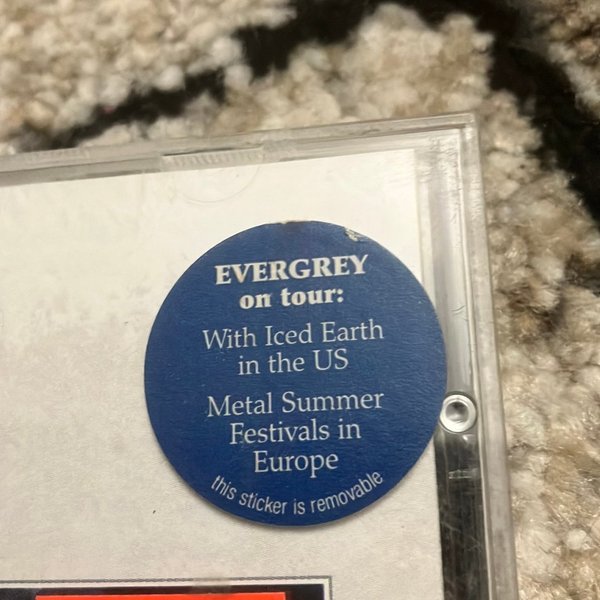 EVERGREY
on tour:
With Iced Earth
in the US
Metal Summer
Festivals in
Europe
this sticker is removable